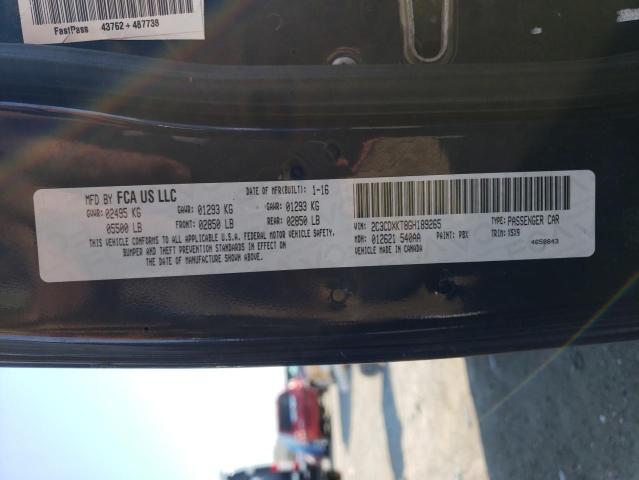 FastPass 43762+487738
MFD BY FCA US LLC DATE OF MFR(BUILT): 1-16
GVWR: 02495 KG GAWR: 01293 KG GAWR: 01293 KG
05500 LB FRONT: 02850 LB REAR: 02850 LB
THIS VEHICLE CONFORMS TO ALL APPLICABLE U.S.A. FEDERAL MOTOR VEHICLE SAFETY,
BUMPER AND THEFT PREVENTION STANDARDS IN EFFECT ON
THE DATE OF MANUFACTURE SHOWN ABOVE.
VIN: 2C3CDXKT8GH189265 TYPE: PASSENGER CAR
MDH: 012621 540AA PAINT: PBX TRIM: X5X9
VEHICLE MADE IN CANADA 4658843